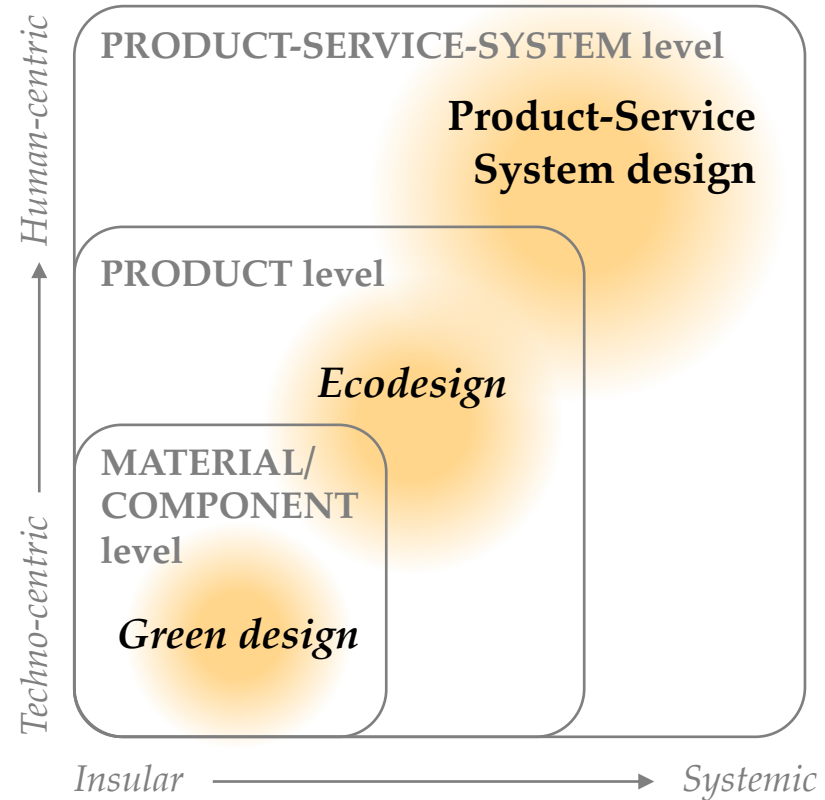 PRODUCT-SERVICE-SYSTEM level
Product-Service
System design
PRODUCT level
Ecodesign
MATERIAL/
COMPONENT
level
Green design
Human-centric
Techno-centric
Insular
Systemic